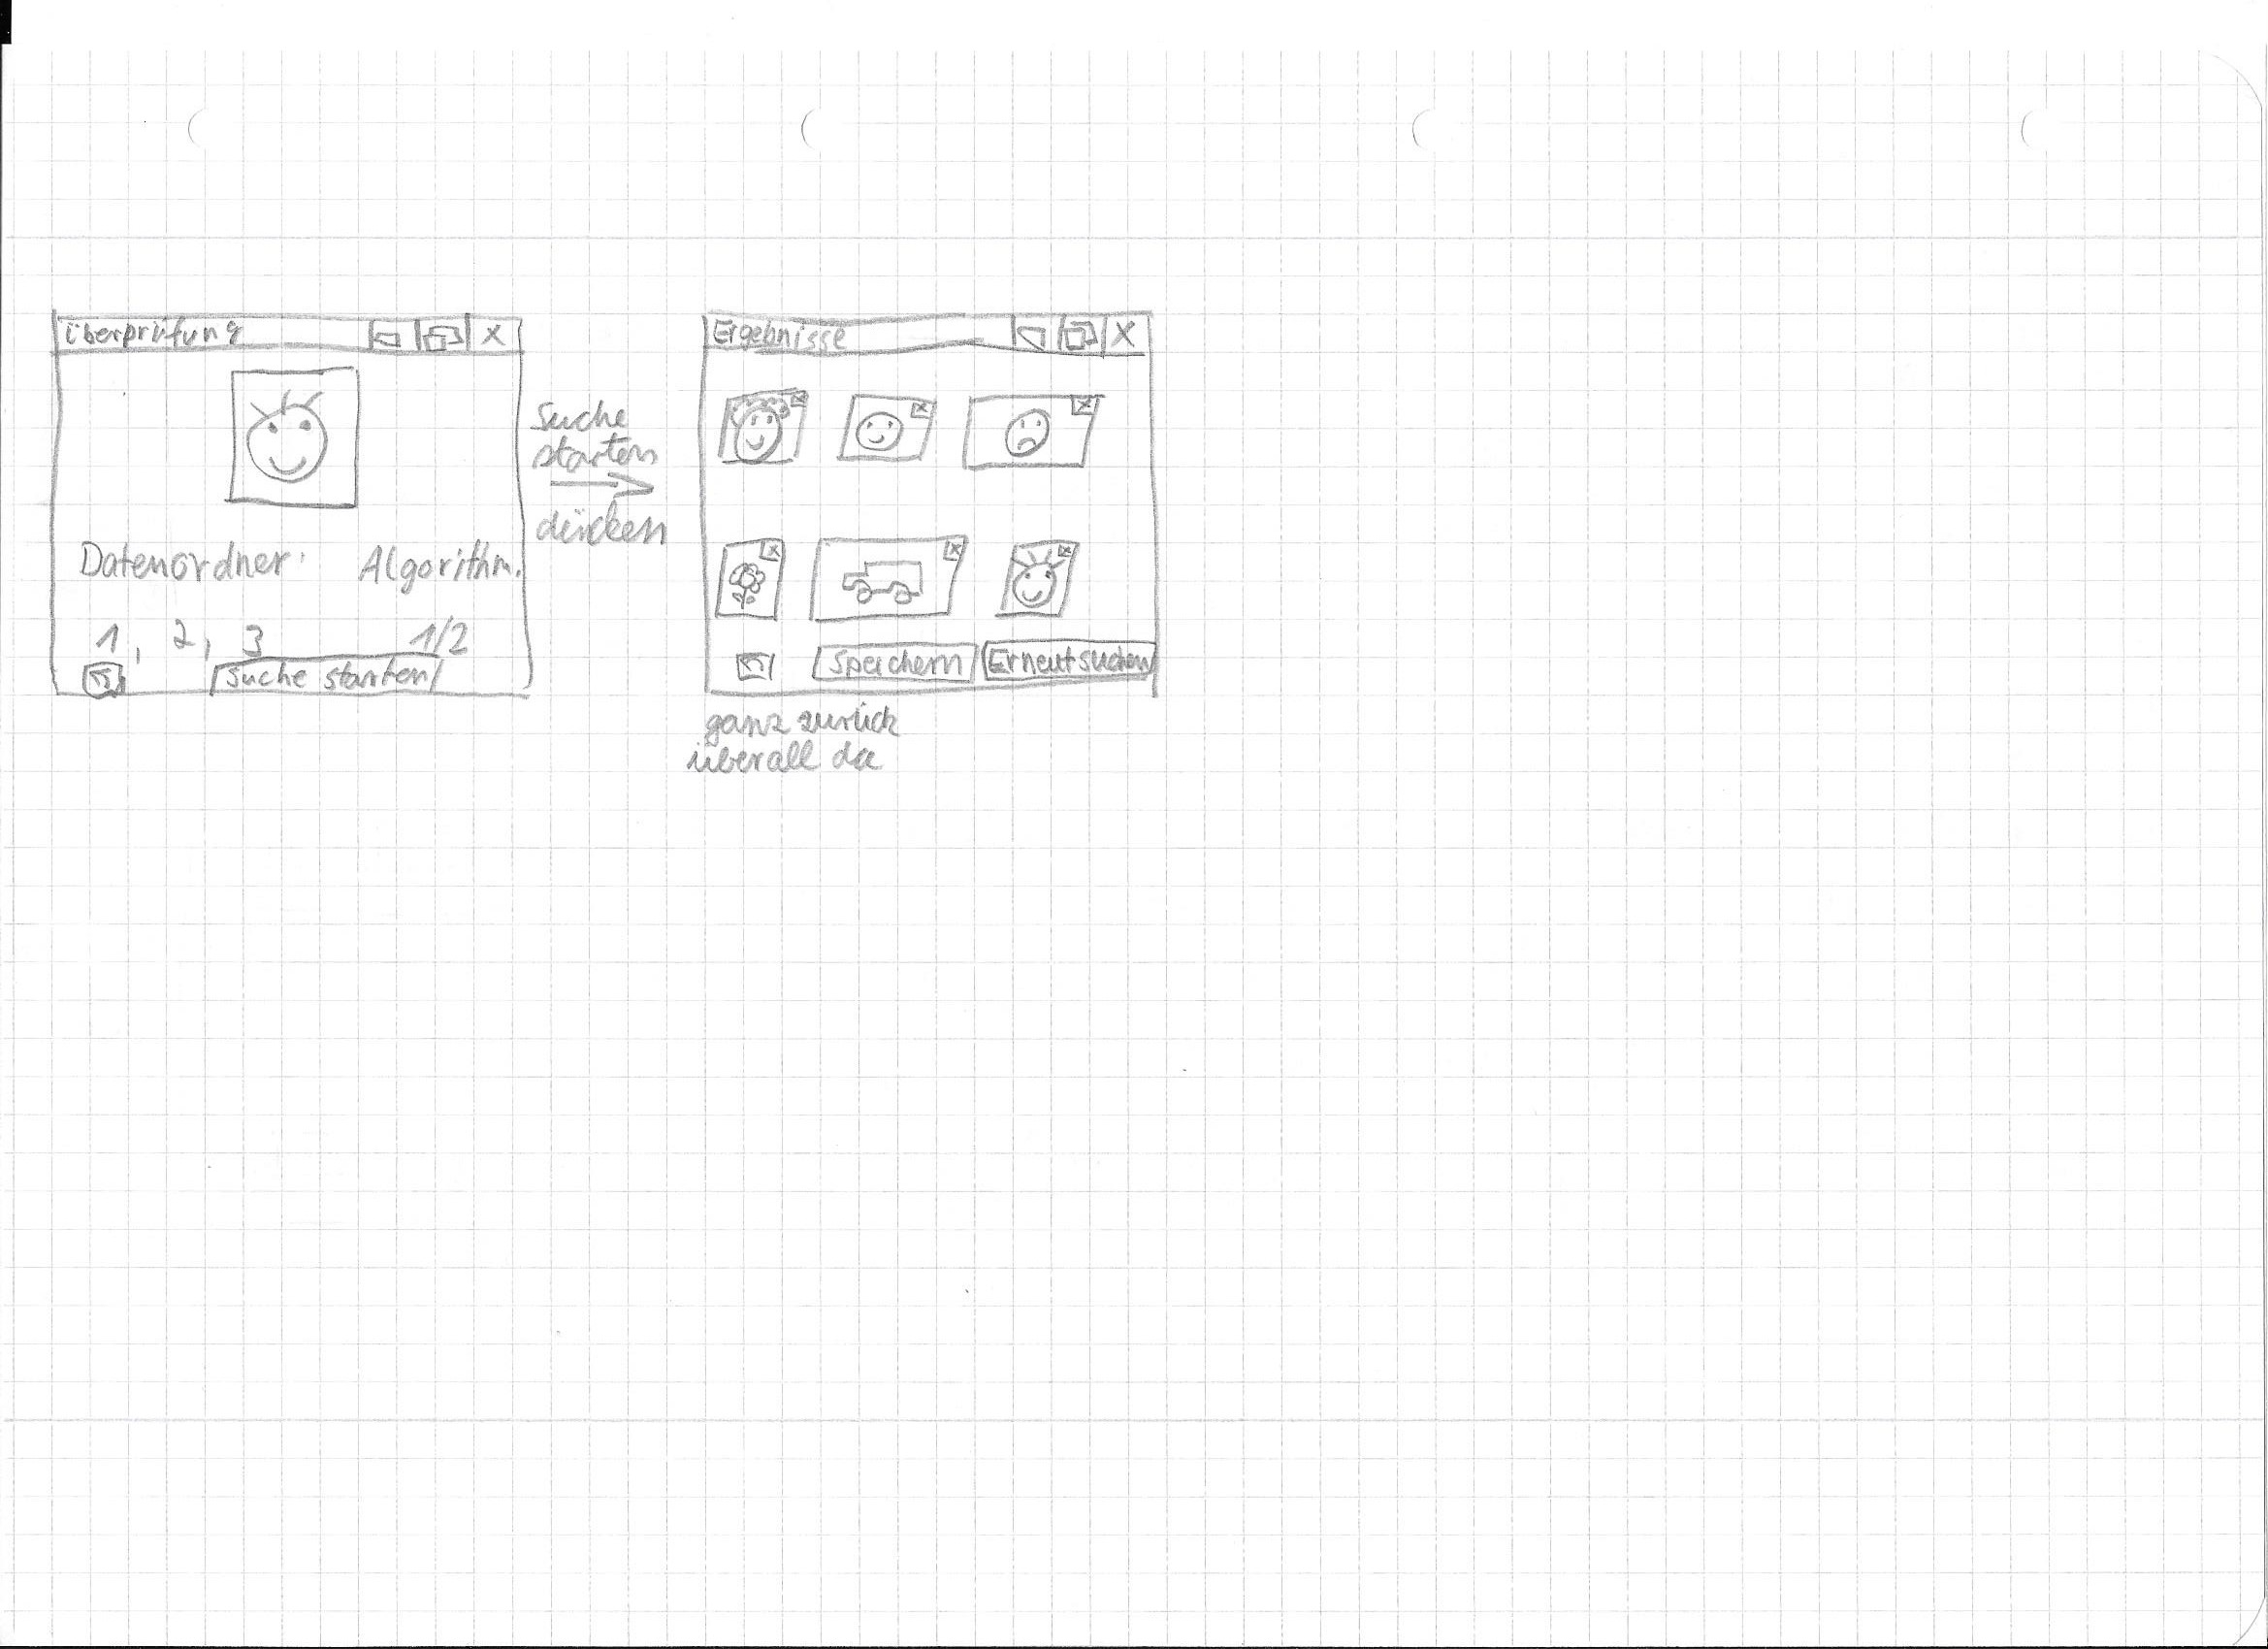 Überprüfung
X
Datenordner:
Algorithm.
1, 2, 3
1/2
Suche starten
Suche
starten
drücken
Ergebnisse
X
x
x
x
x
x
x
Speichern
Erneut suchen
ganz zurück
überall da